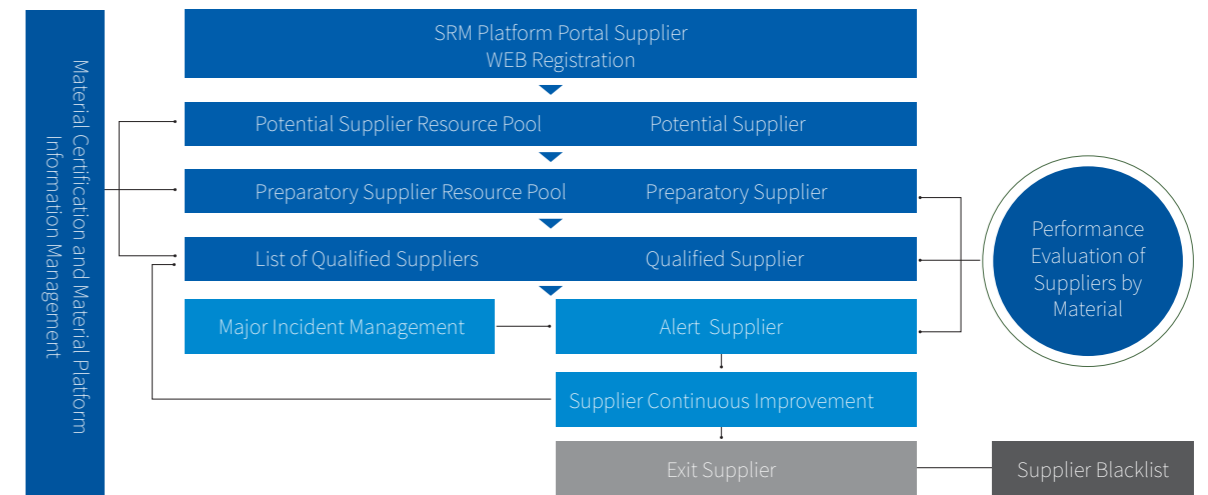 Material Certification and Material Platform
Information Management
SRM Platform Portal Supplier
WEB Registration
Potential Supplier Resource Pool
Potential Supplier
Preparatory Supplier Resource Pool
Preparatory Supplier
List of Qualified Suppliers
Qualified Supplier
Major Incident Management
Alert Supplier
Supplier Continuous Improvement
Exit Supplier
Supplier Blacklist
Performance
Evaluation of
Suppliers by
Material